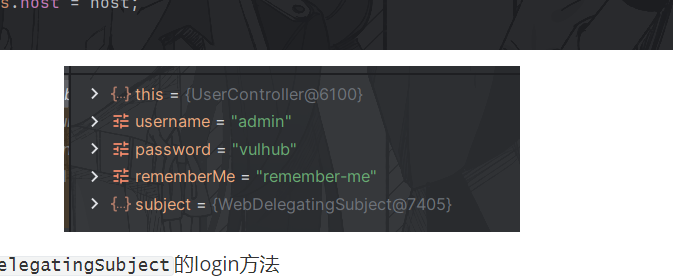 s.host = host;
{...} this = {UserController@6100}
username = "admin"
password = "vulhub"
rememberMe = "remember-me"
{...} subject = {WebDelegatingSubject@7405}
elegatingSubject的login方法